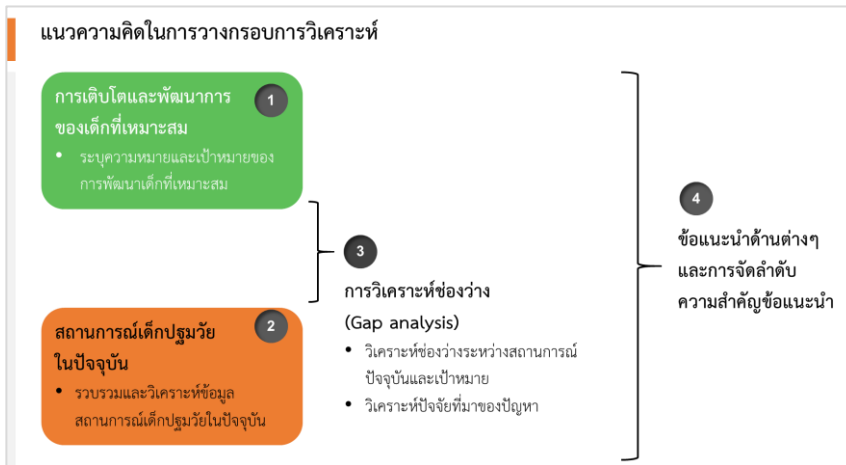 แนวความคิดในการวางกรอบการวิเคราะห์
การเติบโตและพัฒนาการ
ของเด็กที่เหมาะสม
1
• ระบุความหมายและเป้าหมายของ
การพัฒนาเด็กที่เหมาะสม
สถานการณ์เด็กปฐมวัย
ในปัจจุบัน
2
• รวบรวมและวิเคราะห์ข้อมูล
สถานการณ์เด็กปฐมวัยในปัจจุบัน
3
การวิเคราะห์ช่องว่าง
(Gap analysis)
• วิเคราะห์ช่องว่างระหว่างสถานการณ์
ปัจจุบันและเป้าหมาย
• วิเคราะห์ปัจจัยที่มาของปัญหา
4
ข้อแนะนำด้านต่างๆ
และการจัดลำดับ
ความสำคัญข้อแนะนำ